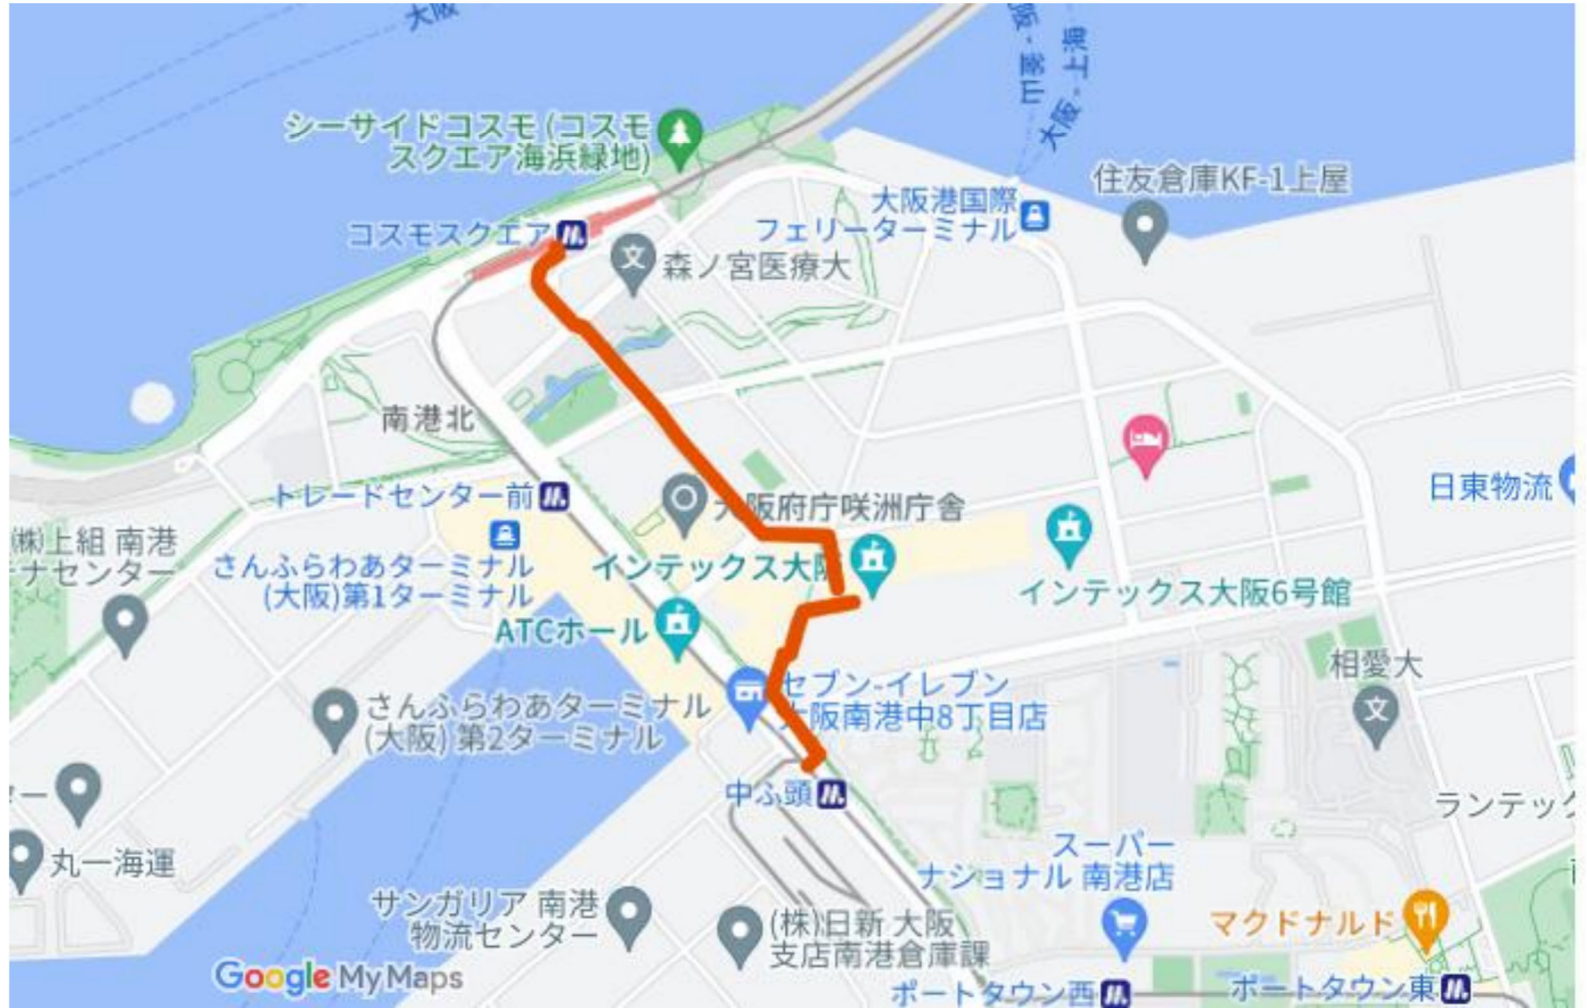 大阪
大阪 - 上海
シーサイドコスモ (コスモ
スクエア海浜緑地)
住友倉庫KF-1上屋
大阪港国際
フェリーターミナル
コスモスクエア
森ノ宮医療大
南港北
トレードセンター前
日東物流
大阪府庁咲洲庁舎
(株)上組 南港
ナセンター
さんふらわあターミナル
(大阪)第1ターミナル
インテックス大阪
インテックス大阪6号館
ATCホール
相愛大
セブン-イレブン
大阪南港中8丁目店
さんふらわあターミナル
(大阪) 第2ターミナル
中ふ頭
ー
ランテック
丸一海運
スーパー
ナショナル 南港店
サンガリア 南港
物流センター
(株)日新 大阪
支店南港倉庫課
マクドナルド
Google My Maps
ポートタウン西
ポートタウン東